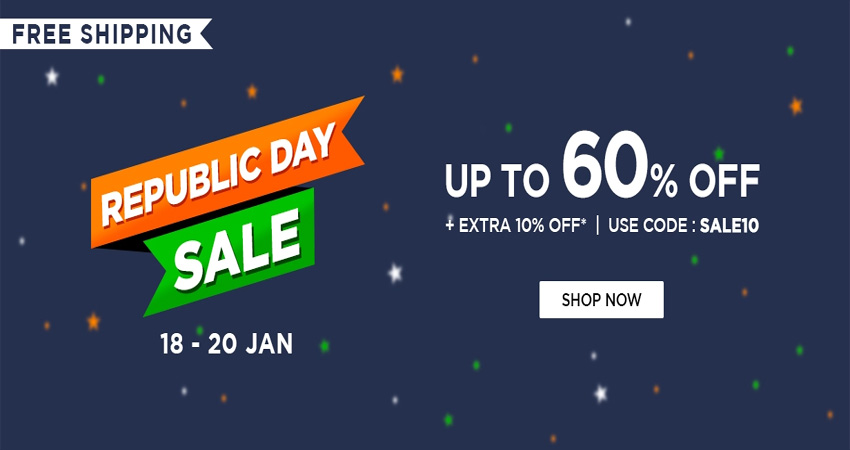 FREE SHIPPING
REPUBLIC DAY
SALE
18 - 20 JAN
UP TO 60% OFF
+ EXTRA 10% OFF* | USE CODE : SALE10
SHOP NOW